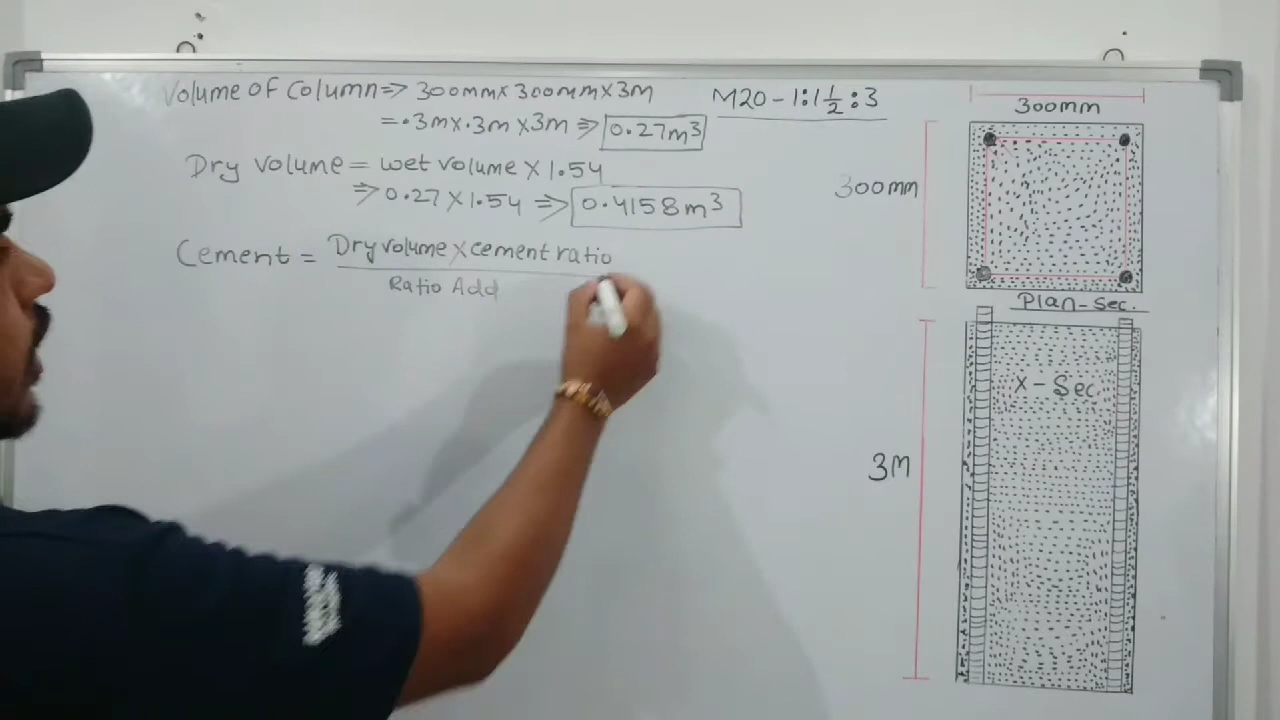 Volume of Column => 300mm x 300mm x 3M
= .3m x .3m x 3m => 0.27m³
M20 - 1:1½:3
Dry volume = wet volume x 1.54
=> 0.27 x 1.54 => 0.4158m³
Cement = Dry volume x cement ratio
Ratio Add
300mm
300mm
Plan-Sec.
X-Sec
3M